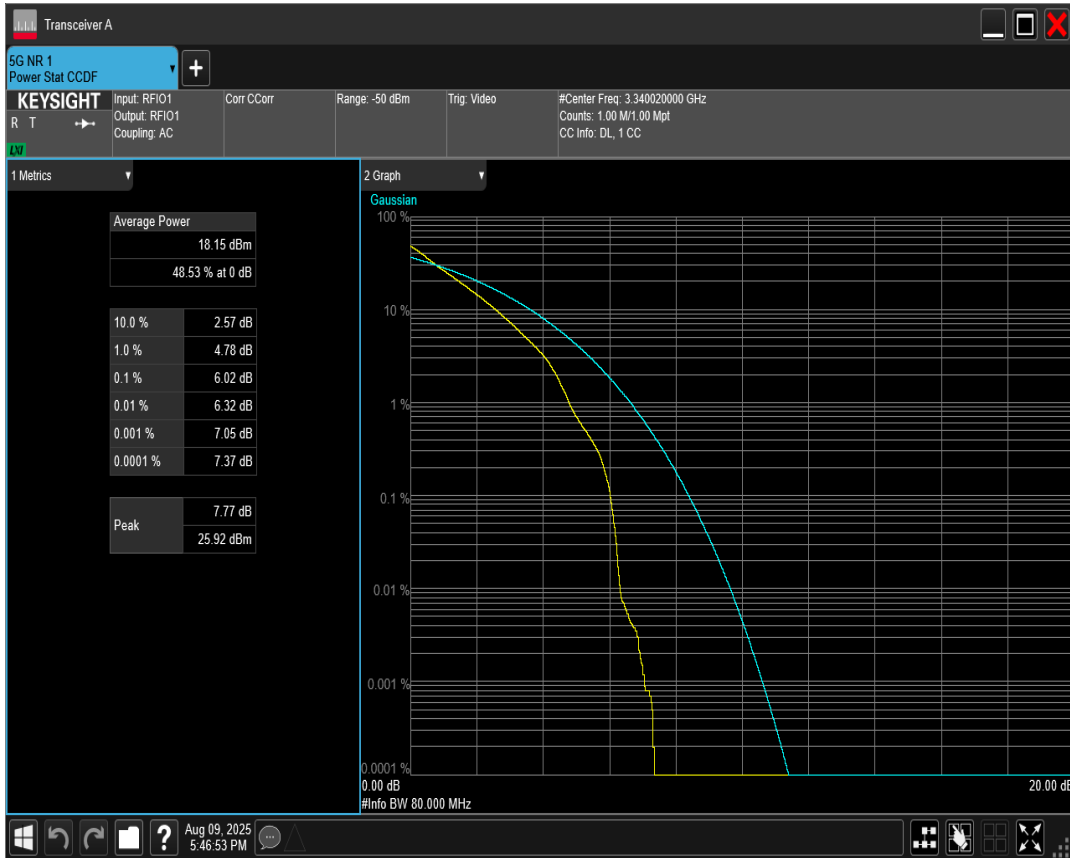 Transceiver A
5G NR 1
Power Stat CCDF
+
KEYSIGHT
R T
LXI
Input: RFIO1
Output: RFIO1
Coupling: AC
Corr CCorr
Range: -50 dBm
Trig: Video
#Center Freq: 3.340020000 GHz
Counts: 1.00 M/1.00 Mpt
CC Info: DL, 1 CC
1 Metrics
Average Power
18.15 dBm
48.53 % at 0 dB
10.0 % 2.57 dB
1.0 % 4.78 dB
0.1 % 6.02 dB
0.01 % 6.32 dB
0.001 % 7.05 dB
0.0001 % 7.37 dB
Peak
7.77 dB
25.92 dBm
2 Graph
Gaussian
100 %
10 %
1 %
0.1 %
0.01 %
0.001 %
0.0001 %
0.00 dB 20.00 dB
#Info BW 80.000 MHz
?
Aug 09, 2025
5:46:53 PM